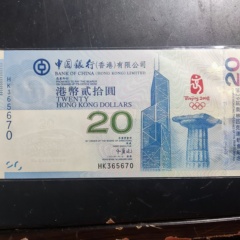 中國銀行(香港)有限公司
BANK OF CHINA (HONG KONG) LIMITED
HK365670
港幣貳拾圓
TWENTY
HONG KONG DOLLARS
Beijing 2008
20
HK365670